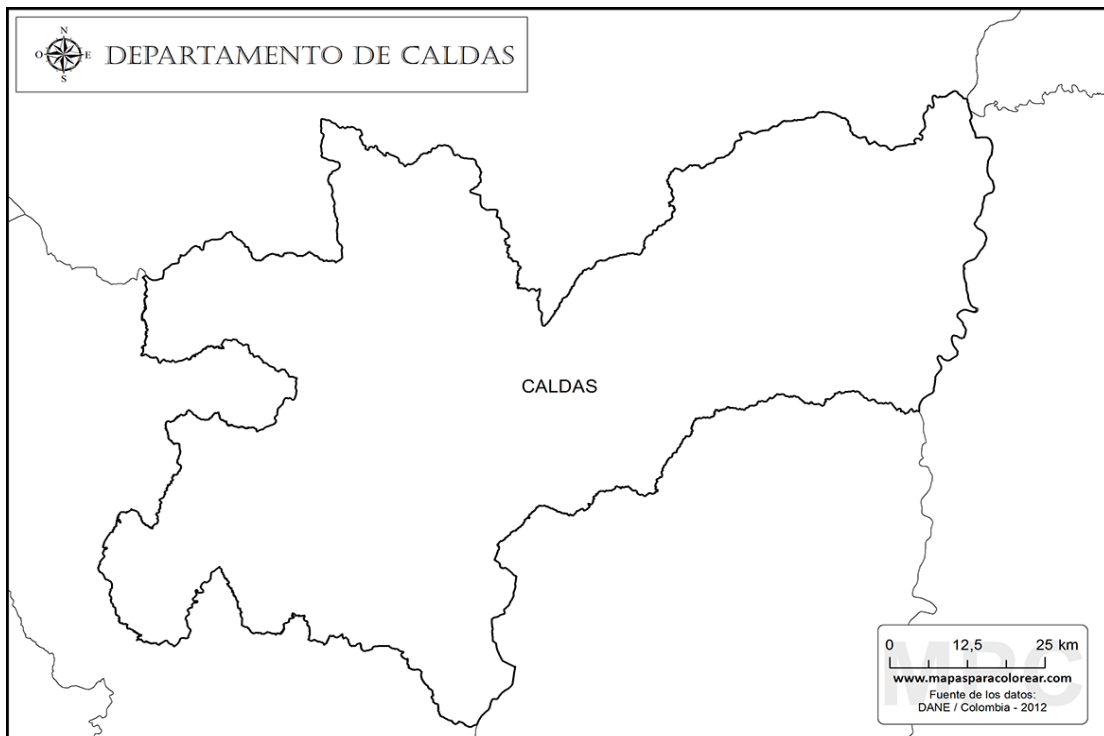 N
O E
S
DEPARTAMENTO DE CALDAS
CALDAS
0 12,5 25 km
MPC
www.mapasparacolorear.com
Fuente de los datos:
DANE / Colombia - 2012